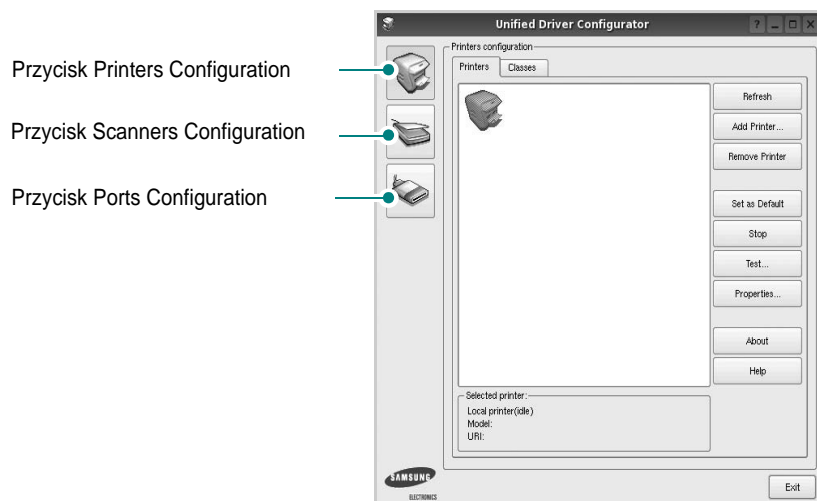 Unified Driver Configurator
Przycisk Printers Configuration
Przycisk Scanners Configuration
Przycisk Ports Configuration
Printers configuration
Printers
Classes
Refresh
Add Printer...
Remove Printer
Set as Default
Stop
Test...
Properties...
About
Help
Selected printer:
Local printer(idle)
Model:
URI:
SAMSUNG
ELECTRONICS
Exit